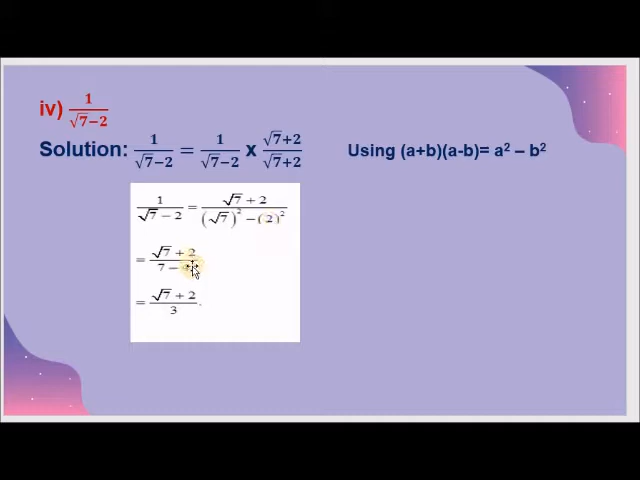 iv) 1/(√7−2)
Solution: 1/(√7−2) = 1/(√7−2) x (√7+2)/(√7+2)
Using (a+b)(a-b)= a² – b²
1/(√7 − 2) = (√7 + 2)/((√7)² − (2)²)
= (√7 + 2)/(7 −
= (√7 + 2)/3.